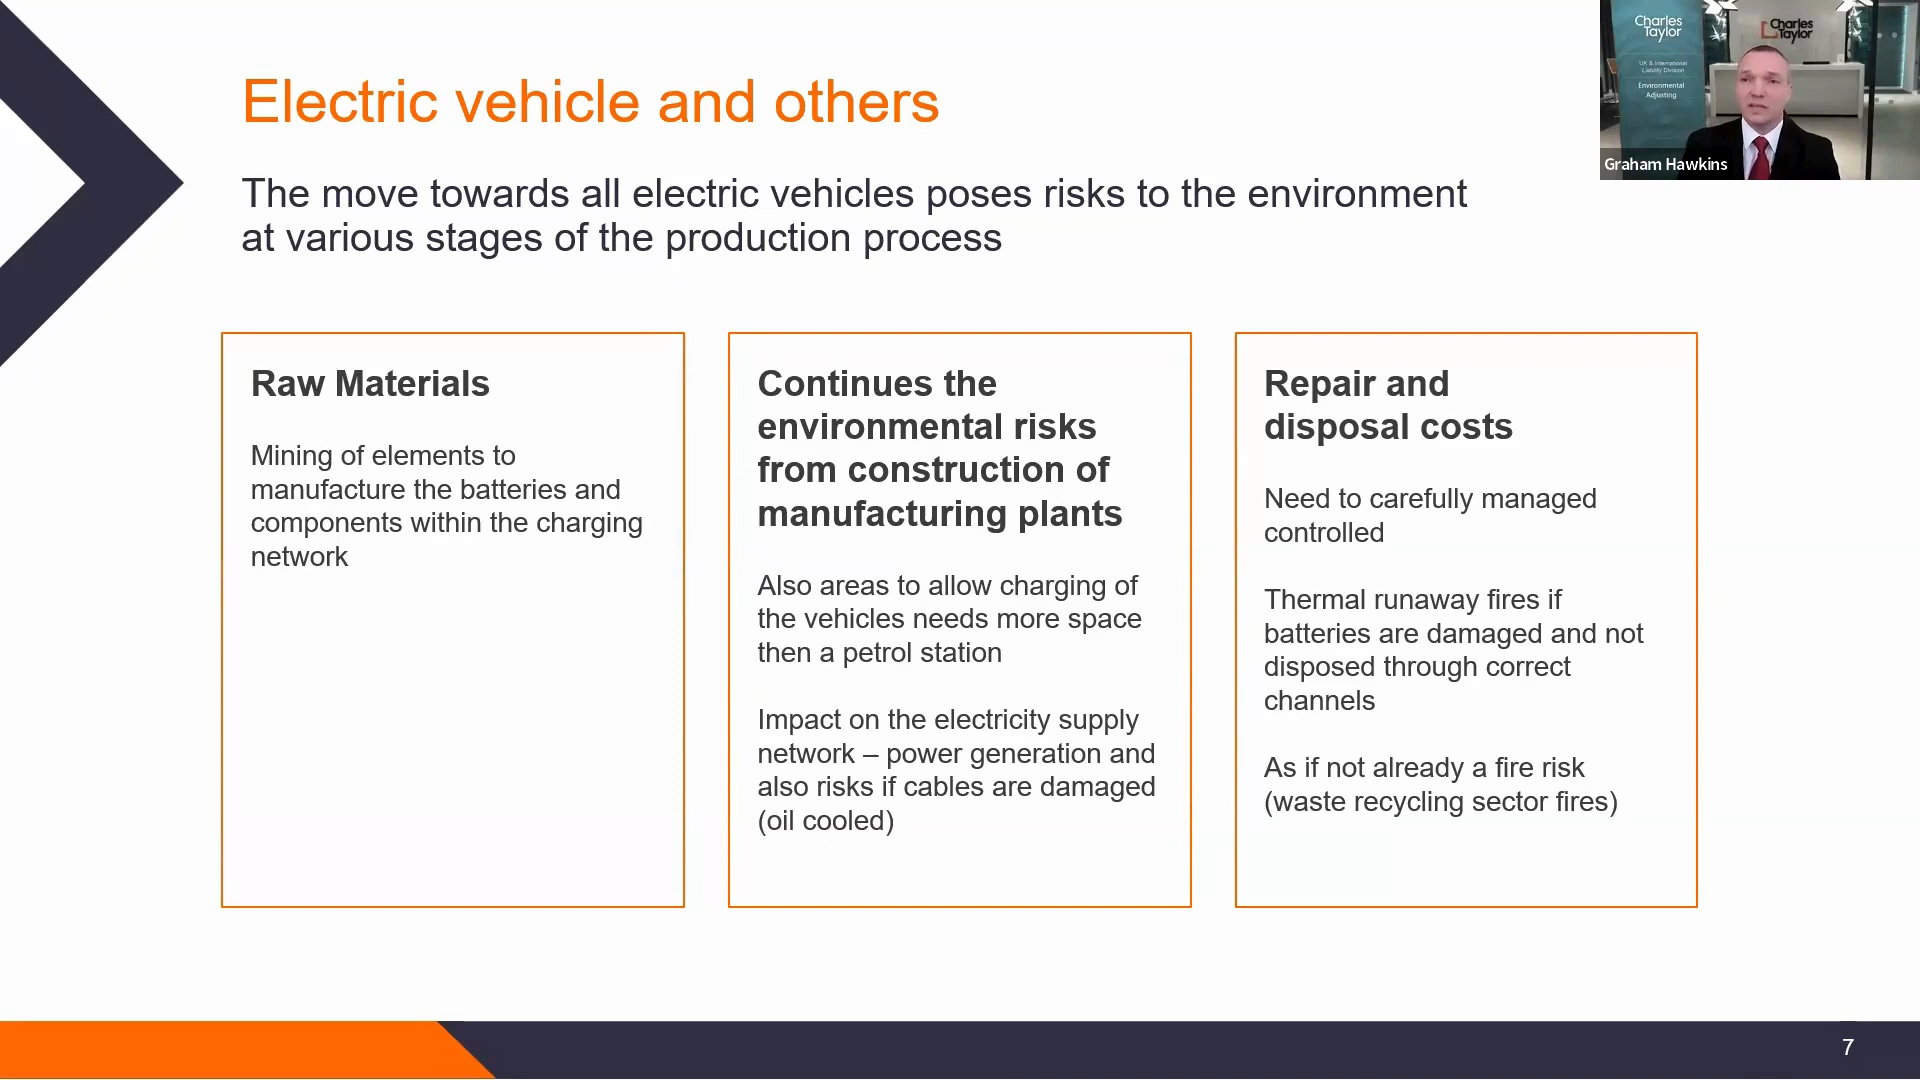 Electric vehicle and others
The move towards all electric vehicles poses risks to the environment
at various stages of the production process
Raw Materials
Mining of elements to
manufacture the batteries and
components within the charging
network
Continues the
environmental risks
from construction of
manufacturing plants
Also areas to allow charging of
the vehicles needs more space
then a petrol station
Impact on the electricity supply
network – power generation and
also risks if cables are damaged
(oil cooled)
Repair and
disposal costs
Need to carefully managed
controlled
Thermal runaway fires if
batteries are damaged and not
disposed through correct
channels
As if not already a fire risk
(waste recycling sector fires)
Charles
Taylor
UK & International
Liability Division
Environmental
Adjusting
Charles
Taylor
Graham Hawkins
7